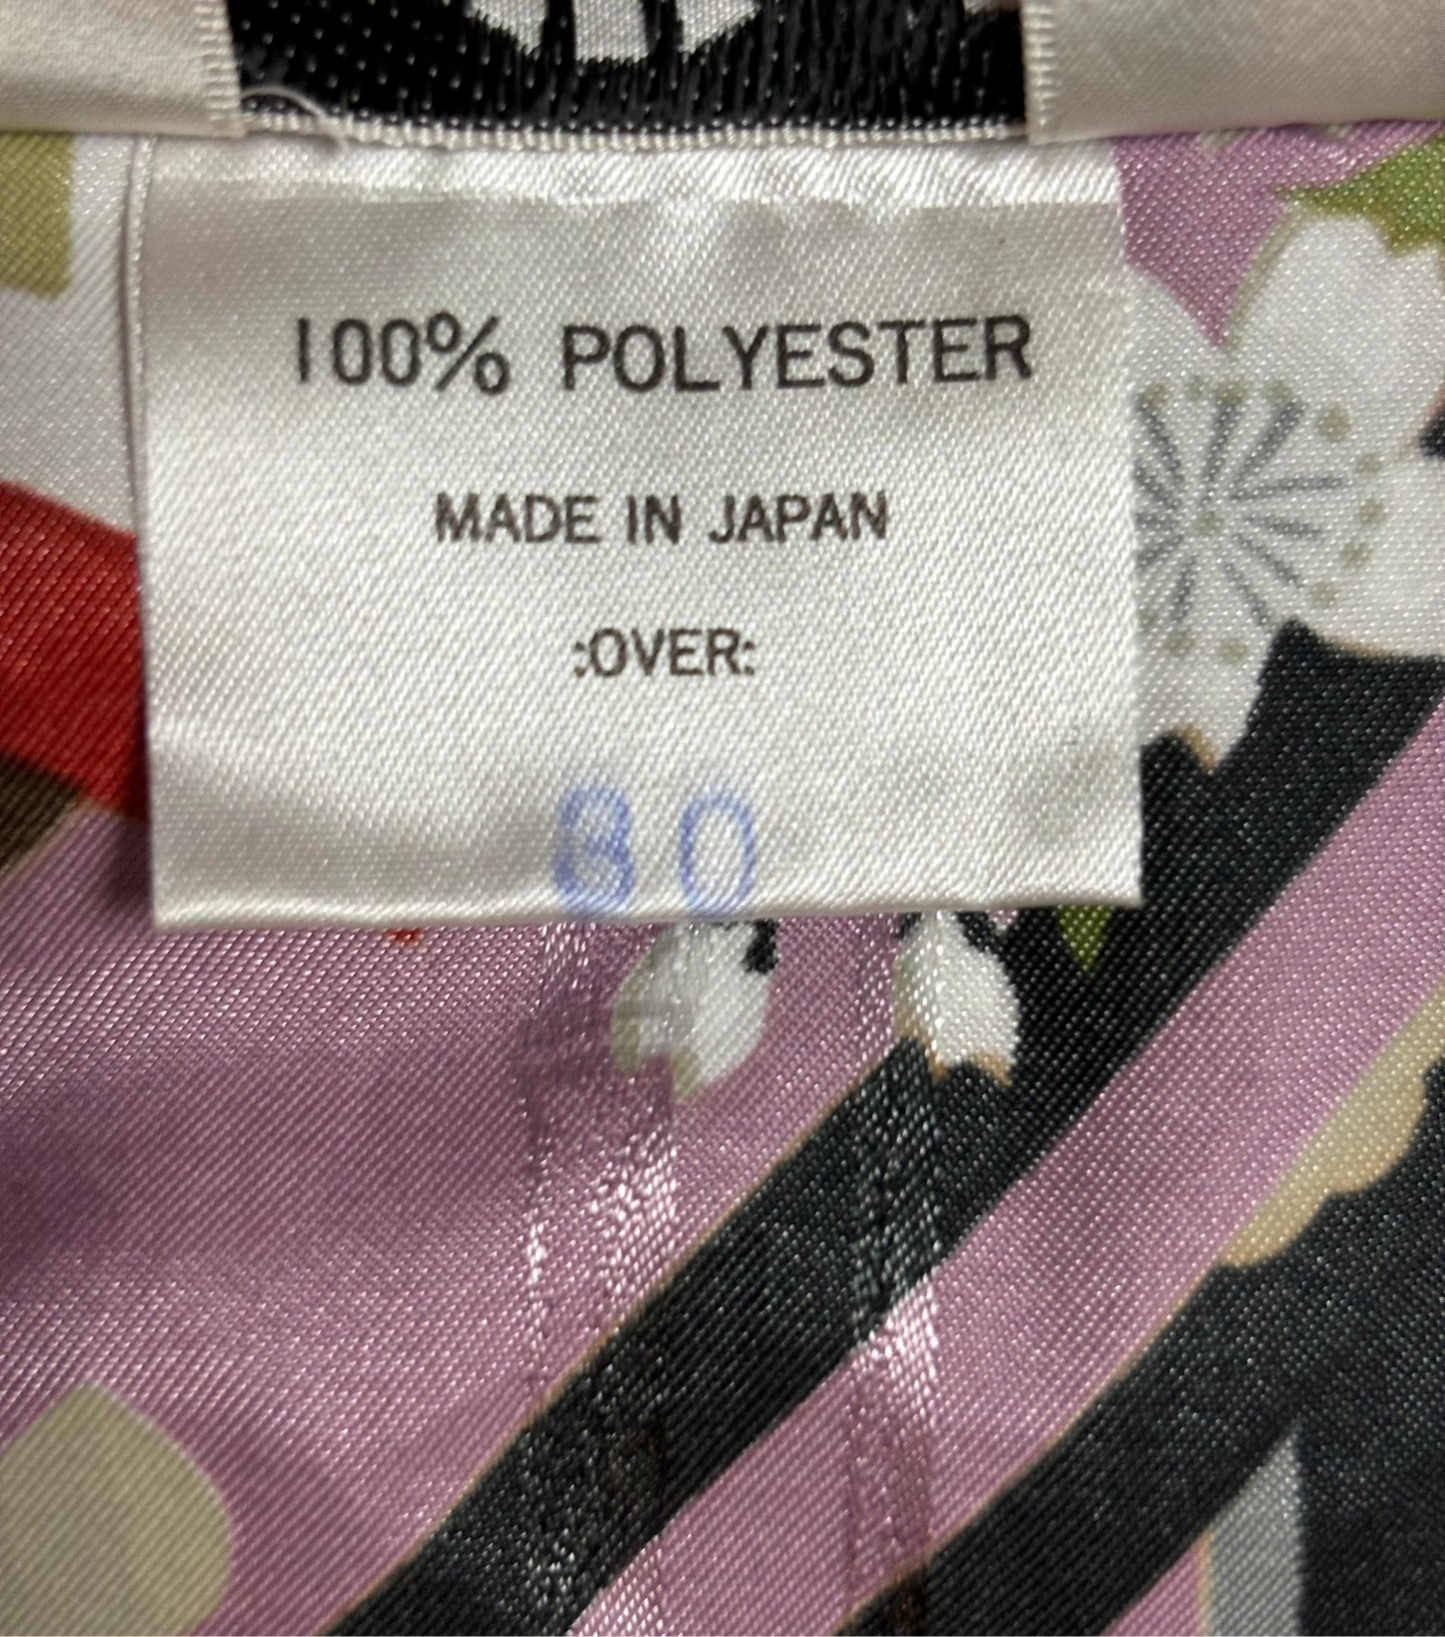 100% POLYESTER
MADE IN JAPAN
:OVER:
80